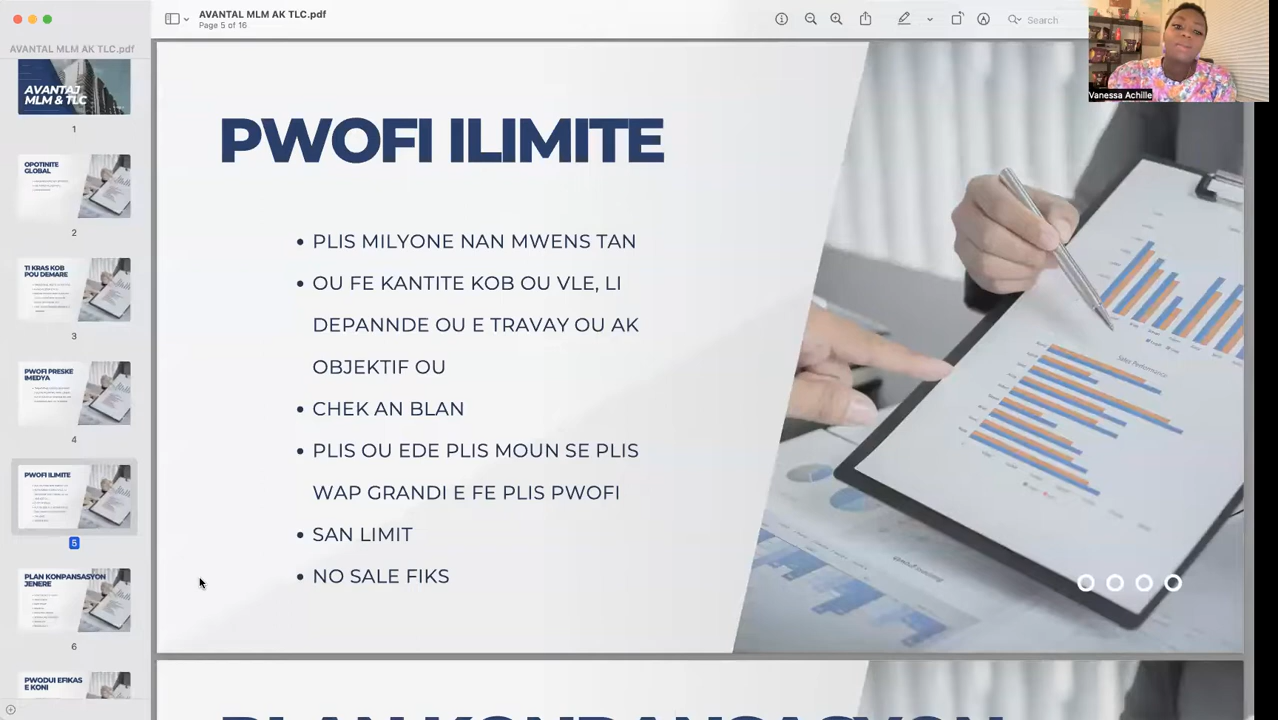 AVANTAL MLM AK TLC.pdf
Page 5 of 16
Search
Vanessa Achille
AVANTAL MLM AK TLC.pdf
AVANTAJ
MLM & TLC
1
OPOTINITE
GLOBAL
2
TI KRAS KOB
POU DEMARE
3
PWOFI PRESKE
IMEDYA
4
PWOFI ILIMITE
5
PLAN KONPANSASYON
JENERE
6
PWODUI EFIKAS
E KONI
PWOFI ILIMITE
• PLIS MILYONE NAN MWENS TAN
• OU FE KANTITE KOB OU VLE, LI
DEPANNDE OU E TRAVAY OU AK
OBJEKTIF OU
• CHEK AN BLAN
• PLIS OU EDE PLIS MOUN SE PLIS
WAP GRANDI E FE PLIS PWOFI
• SAN LIMIT
• NO SALE FIKS
Sales Performance